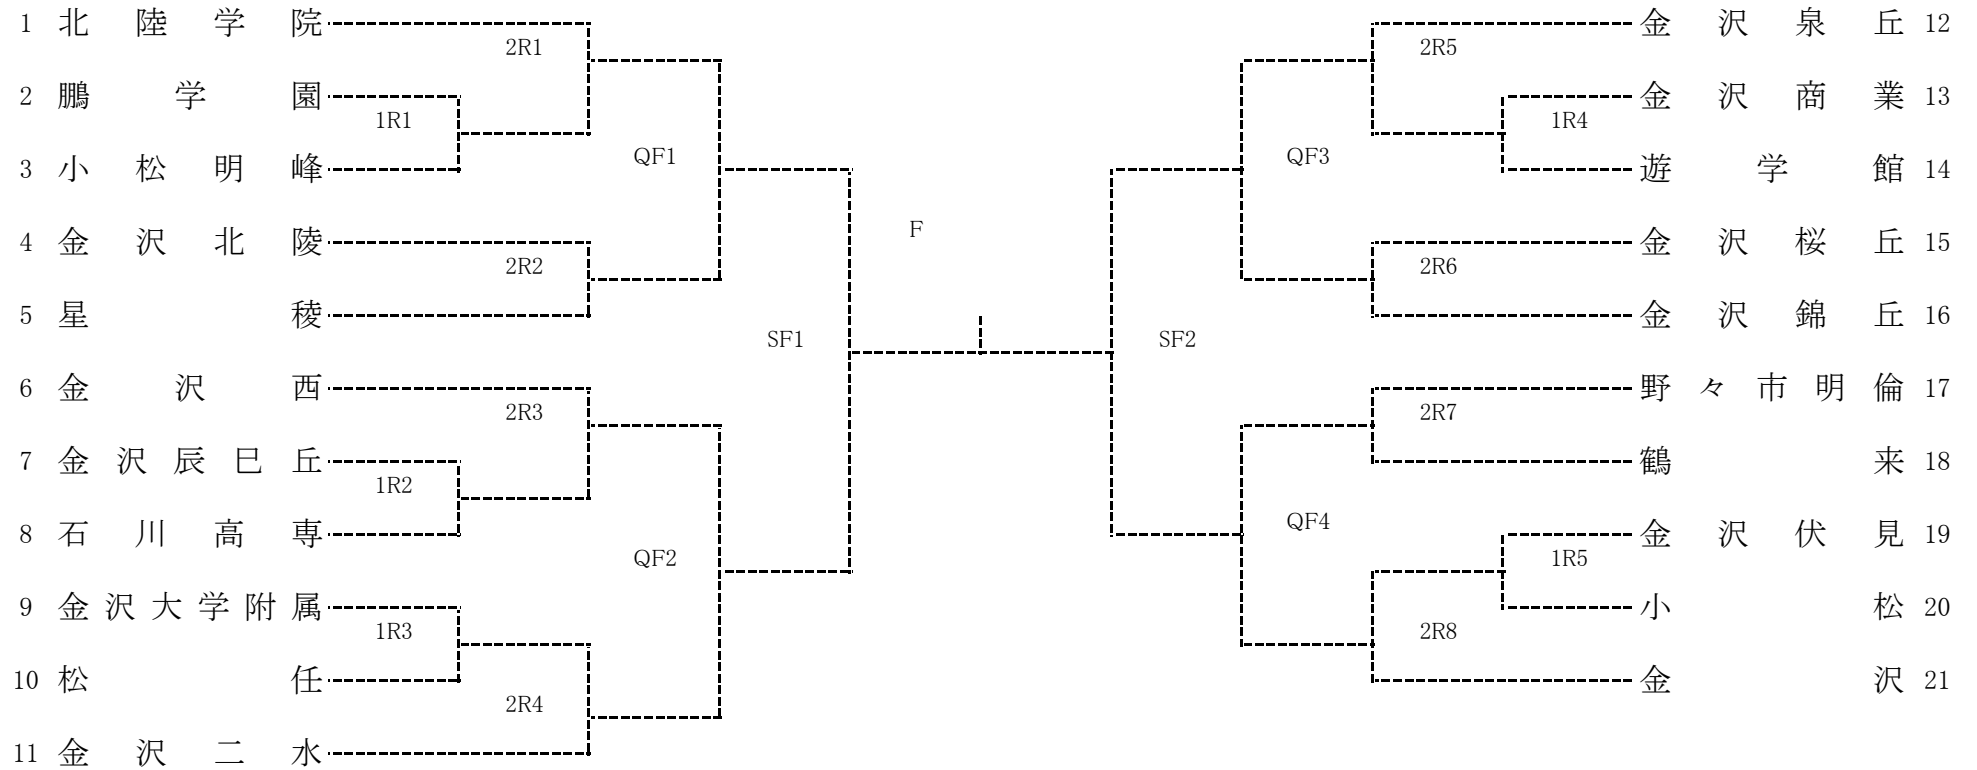 1 北陸学院
2R1
2 鵬学園
1R1
3 小松明峰
QF1
4 金沢北陵
2R2
5 星稜
SF1
6 金沢西
2R3
7 金沢辰巳丘
1R2
8 石川高専
QF2
9 金沢大学附属
1R3
10 松任
2R4
11 金沢二水
F
金沢泉丘 12
2R5
金沢商業 13
1R4
QF3
遊学館 14
金沢桜丘 15
2R6
金沢錦丘 16
SF2
野々市明倫 17
2R7
鶴来 18
QF4
金沢伏見 19
1R5
小松 20
2R8
金沢 21